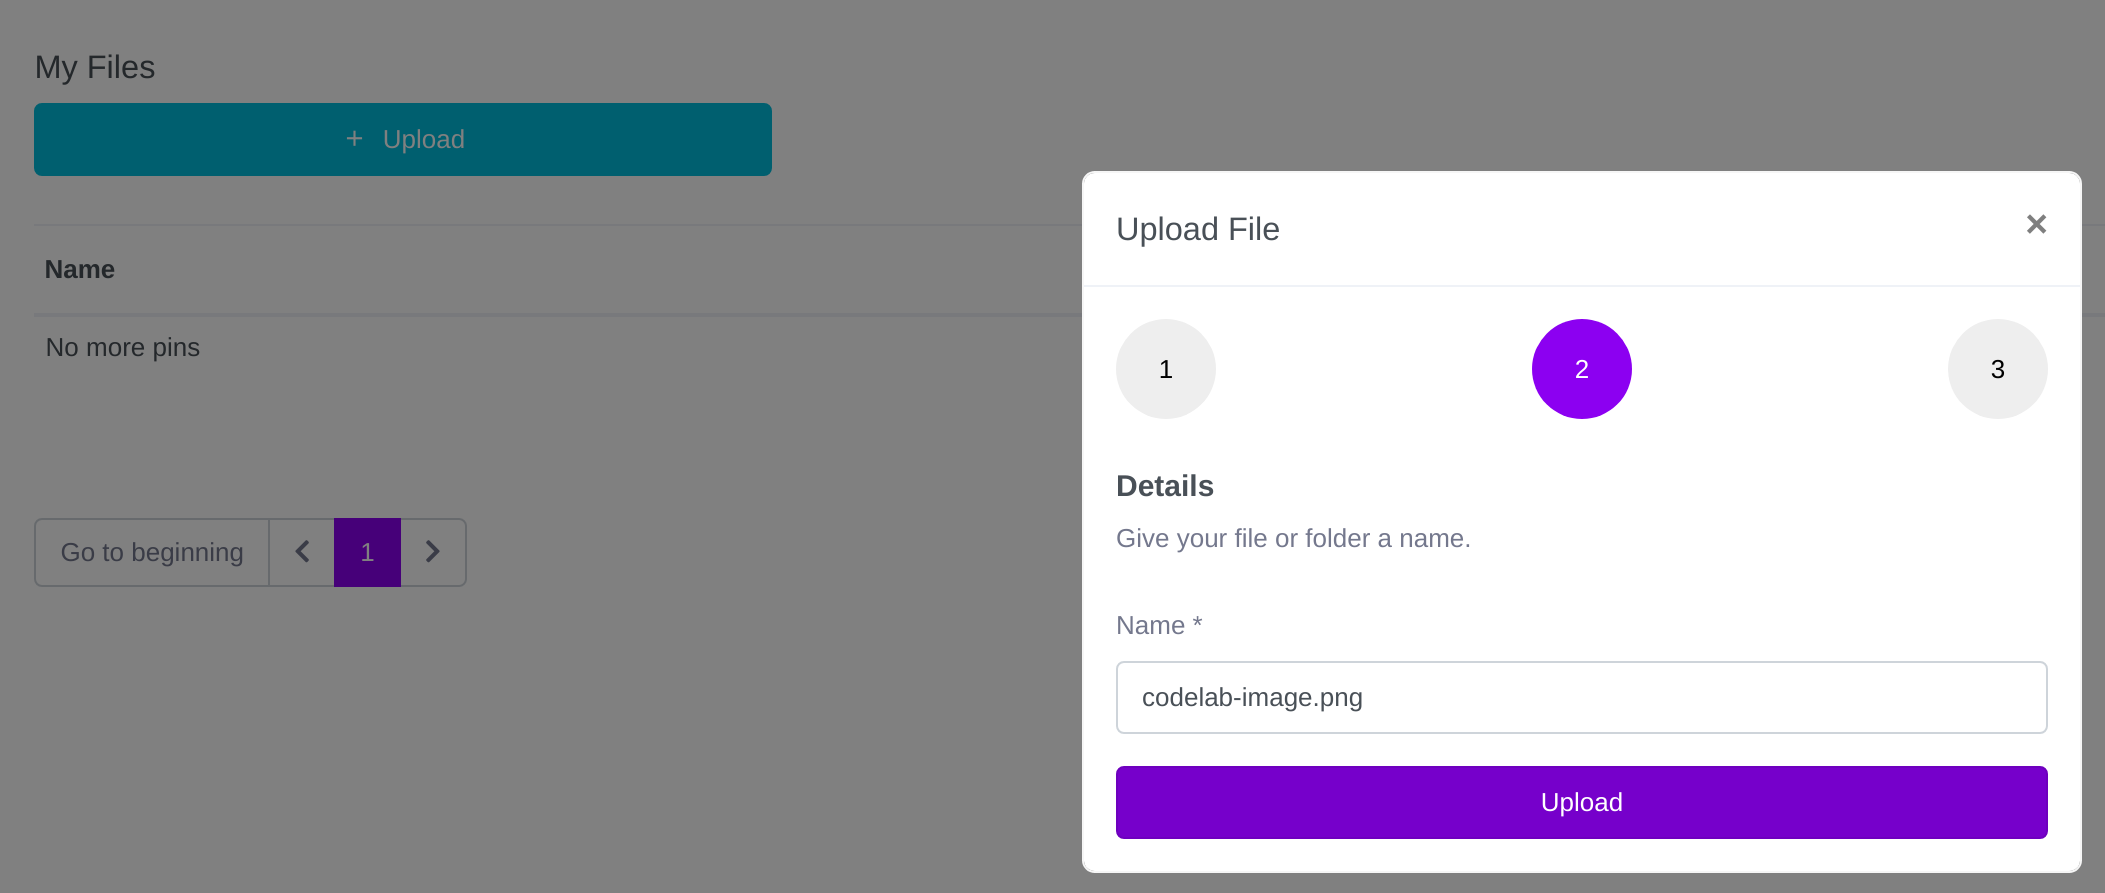 My Files
+ Upload
Name
No more pins
Go to beginning
1
Upload File
×
1
2
3
Details
Give your file or folder a name.
Name *
codelab-image.png
Upload